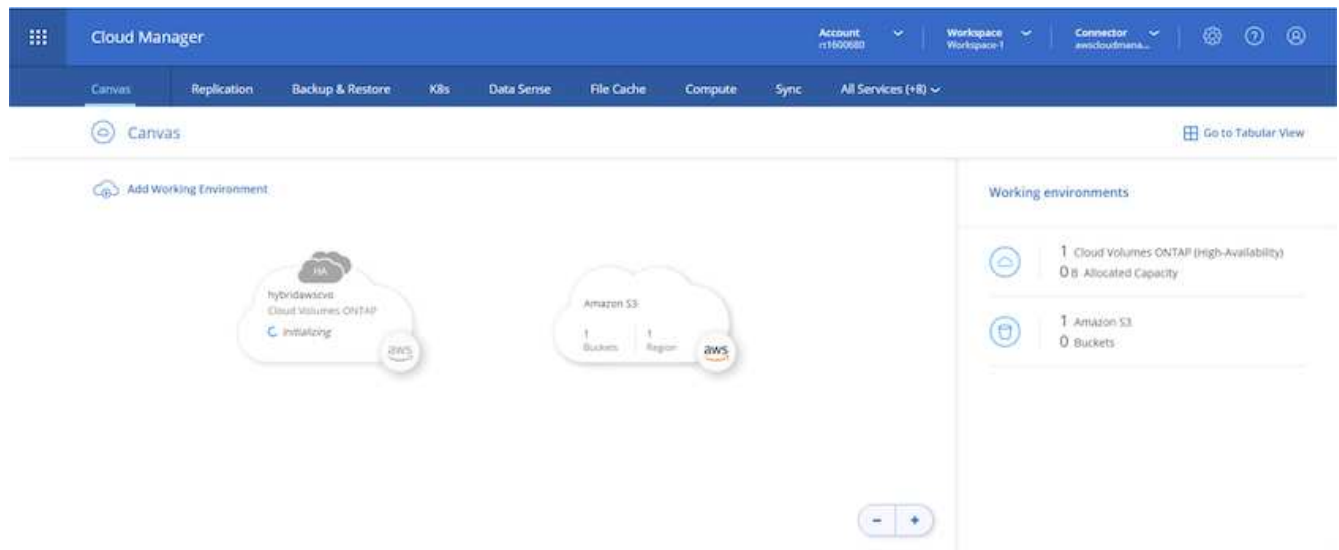 Cloud Manager
Account
rt1600680
Workspace
Workspace-1
Connector
awscloudmana...
Canvas
Replication
Backup & Restore
K8s
Data Sense
File Cache
Compute
Sync
All Services (+8)
Canvas
Go to Tabular View
Add Working Environment
HA
hybridawscvo
Cloud Volumes ONTAP
Initializing
aws
Amazon S3
1
Buckets
1
Region
aws
Working environments
1 Cloud Volumes ONTAP (High-Availability)
0 B Allocated Capacity
1 Amazon S3
0 Buckets